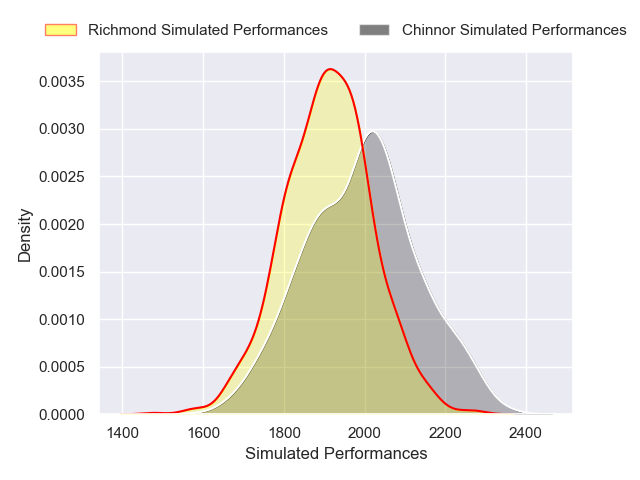 Richmond Simulated Performances Chinnor Simulated Performances
0.0035
0.0030
0.0025
0.0020
0.0015
0.0010
0.0005
0.0000
Density
1400 1600 1800 2000 2200 2400
Simulated Performances